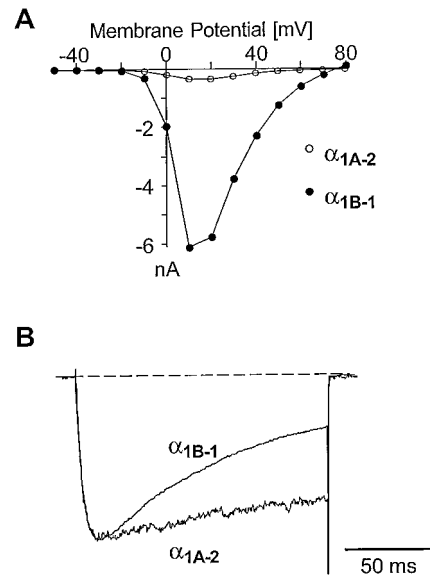 A
Membrane Potential [mV]
-40 0 40 80
-2
-4
-6
nA
α1A-2
α1B-1
B
α1B-1
α1A-2
50 ms